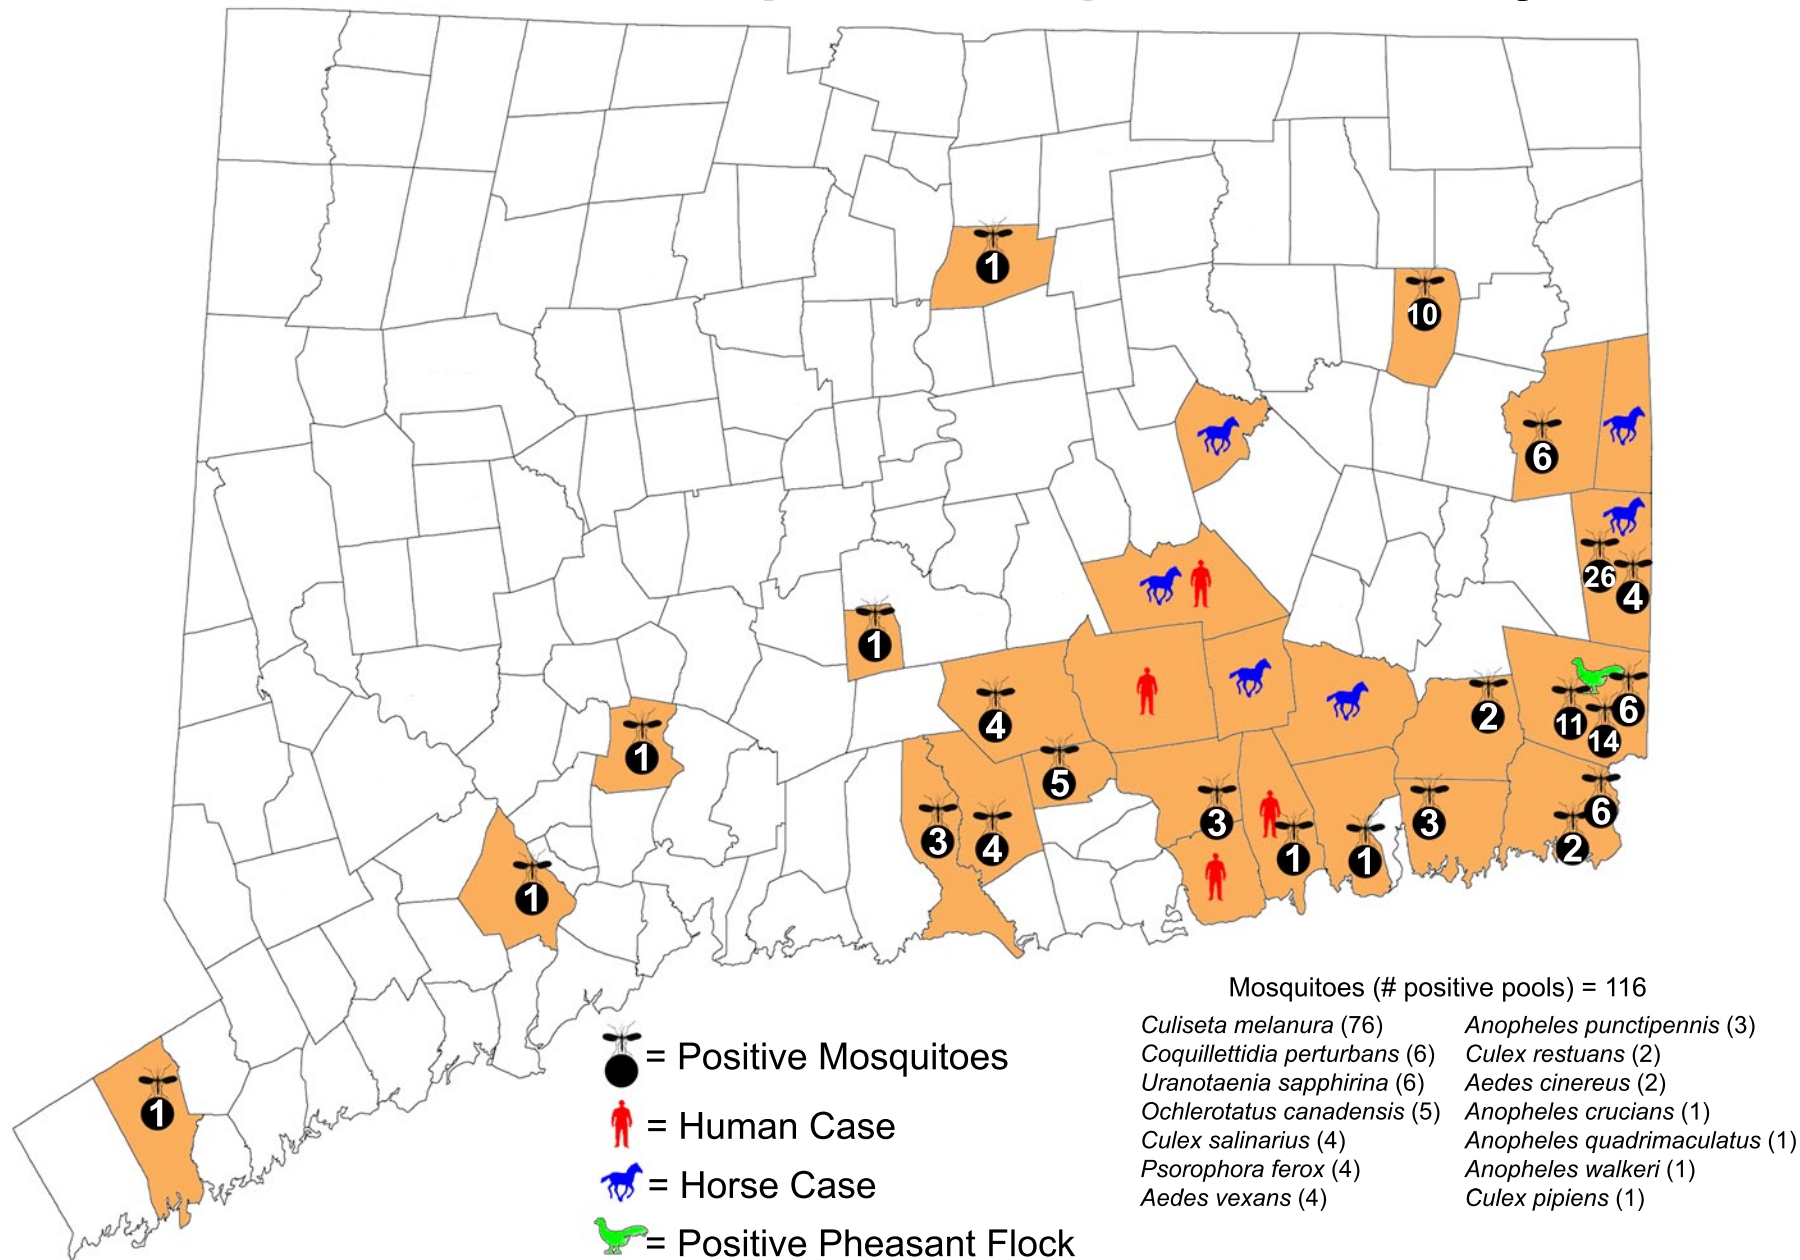 1
10
6
26
4
1
4
2
11
6
14
1
5
3
4
3
1
1
3
6
2
1
1
Mosquitoes (# positive pools) = 116
Culiseta melanura (76)
Coquillettidia perturbans (6)
Uranotaenia sapphirina (6)
Ochlerotatus canadensis (5)
Culex salinarius (4)
Psorophora ferox (4)
Aedes vexans (4)
Anopheles punctipennis (3)
Culex restuans (2)
Aedes cinereus (2)
Anopheles crucians (1)
Anopheles quadrimaculatus (1)
Anopheles walkeri (1)
Culex pipiens (1)
= Positive Mosquitoes
= Human Case
= Horse Case
= Positive Pheasant Flock